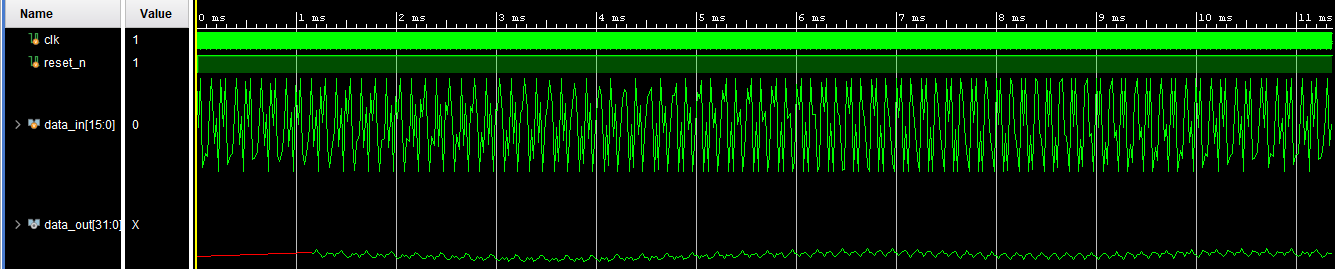 Name Value 0 ms 1 ms 2 ms 3 ms 4 ms 5 ms 6 ms 7 ms 8 ms 9 ms 10 ms 11 ms
clk 1
reset_n 1
data_in[15:0] 0
data_out[31:0] X